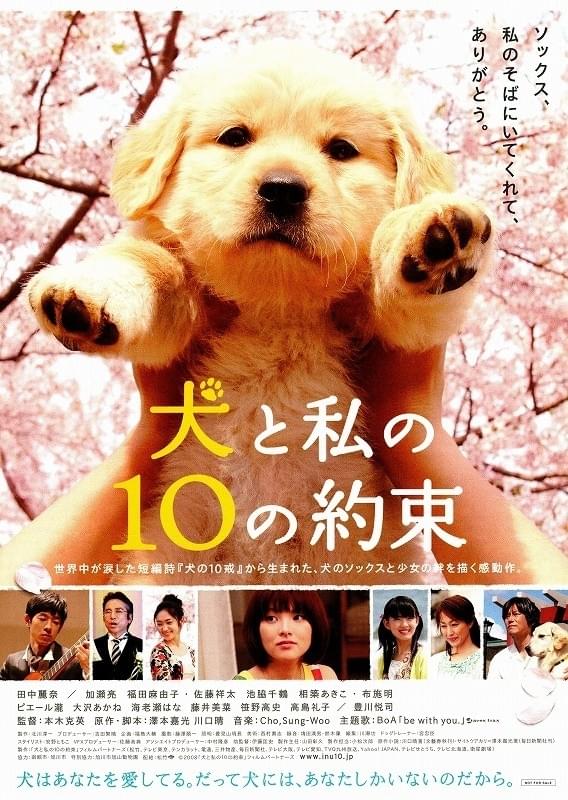 ソックス、
私のそばにいてくれて、
ありがとう。
犬と私の
10の約束
世界中が涙した短編詩『犬の10戒』から生まれた、犬のソックスと少女の絆を描く感動作。
田中麗奈 / 加瀬亮 福田麻由子・佐藤祥太 池脇千鶴 相築あきこ・布施明
ピエール瀧 大沢あかね 海老瀬はな 藤井美菜 笹野高史 高島礼子 / 豊川悦司
監督:本木克英 原作・脚本:澤本嘉光 川口晴 音楽:Cho,Sung-Woo 主題歌:BoA「be with you.」
www.inu10.jp
犬はあなたを愛してる。だって犬には、あなたしかいないのだから。